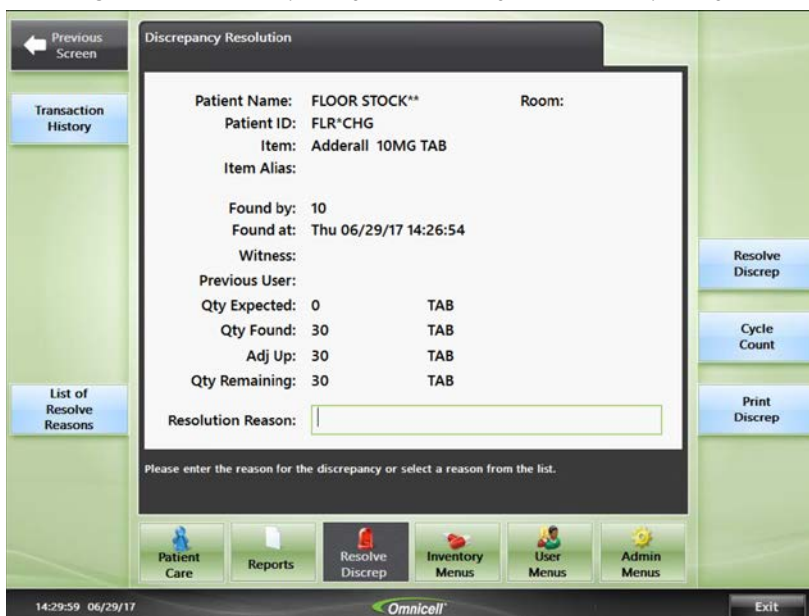 Previous
Screen
Discrepancy Resolution
Transaction
History
Patient Name: FLOOR STOCK** Room:
Patient ID: FLR*CHG
Item: Adderall 10MG TAB
Item Alias:
Found by: 10
Found at: Thu 06/29/17 14:26:54
Witness:
Previous User:
Qty Expected: 0 TAB
Qty Found: 30 TAB
Adj Up: 30 TAB
Qty Remaining: 30 TAB
Resolution Reason:
Resolve
Discrep
Cycle
Count
Print
Discrep
List of
Resolve
Reasons
Please enter the reason for the discrepancy or select a reason from the list.
Patient
Care
Reports
Resolve
Discrep
Inventory
Menus
User
Menus
Admin
Menus
14:29:59 06/29/17
Omnicell
Exit